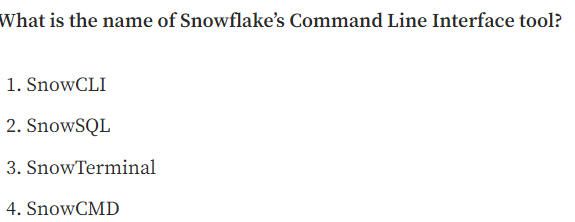 What is the name of Snowflake’s Command Line Interface tool?
1. SnowCLI
2. SnowSQL
3. SnowTerminal
4. SnowCMD